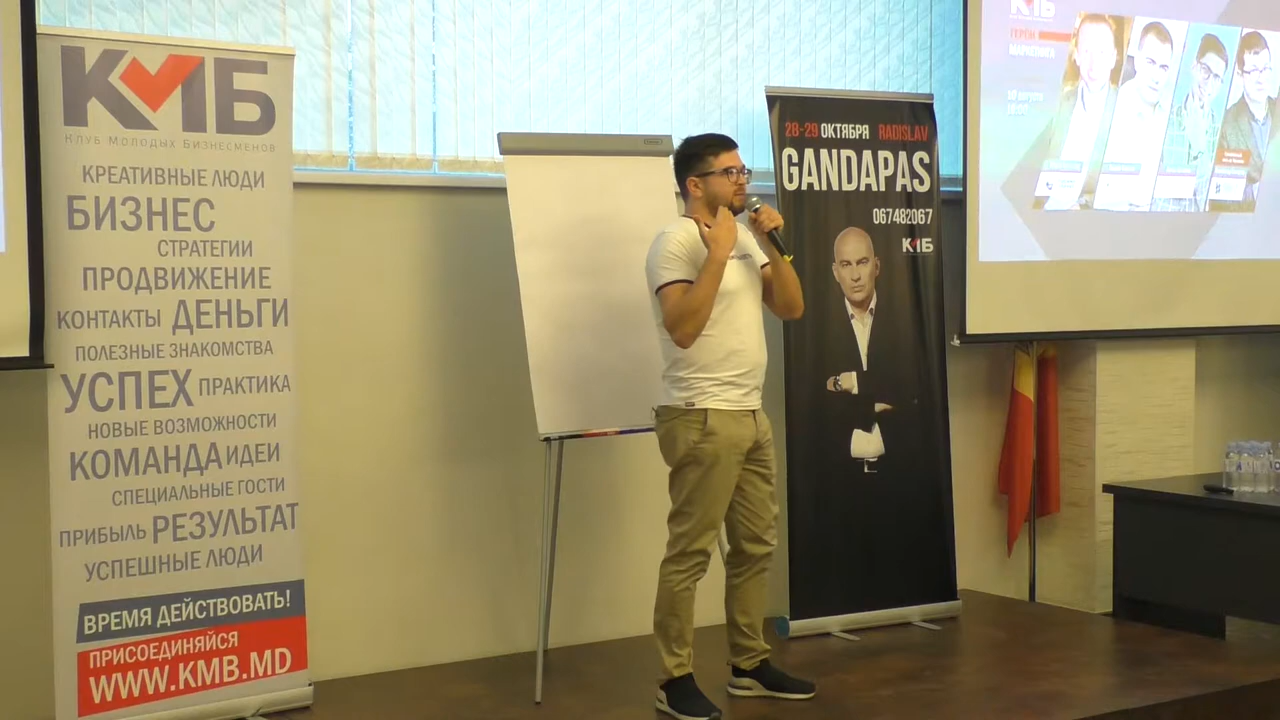 КМБ
Клуб Молодых Бизнесменов
КРЕАТИВНЫЕ ЛЮДИ
БИЗНЕС
СТРАТЕГИИ
ПРОДВИЖЕНИЕ
КОНТАКТЫ ДЕНЬГИ
ПОЛЕЗНЫЕ ЗНАКОМСТВА
УСПЕХ ПРАКТИКА
НОВЫЕ ВОЗМОЖНОСТИ
КОМАНДА ИДЕИ
СПЕЦИАЛЬНЫЕ ГОСТИ
ПРИБЫЛЬ РЕЗУЛЬТАТ
УСПЕШНЫЕ ЛЮДИ
ВРЕМЯ ДЕЙСТВОВАТЬ!
ПРИСОЕДИНЯЙСЯ
WWW.KMB.MD
28-29 ОКТЯБРЯ RADISLAV
GANDAPAS
067482067
КМБ
КМБ
ГЕРОИ
МАРКЕТИНГА